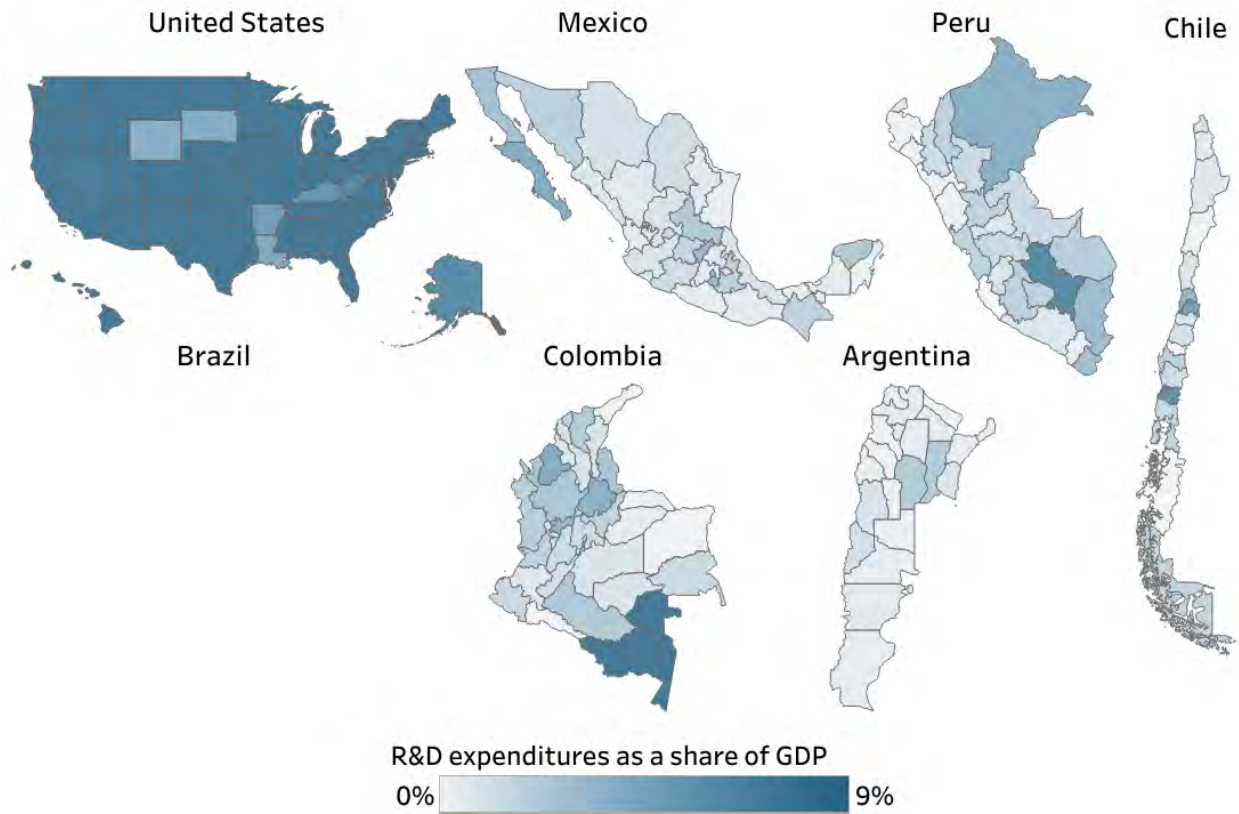 United States
Mexico
Peru
Chile
Brazil
Colombia
Argentina
R&D expenditures as a share of GDP
0%
9%